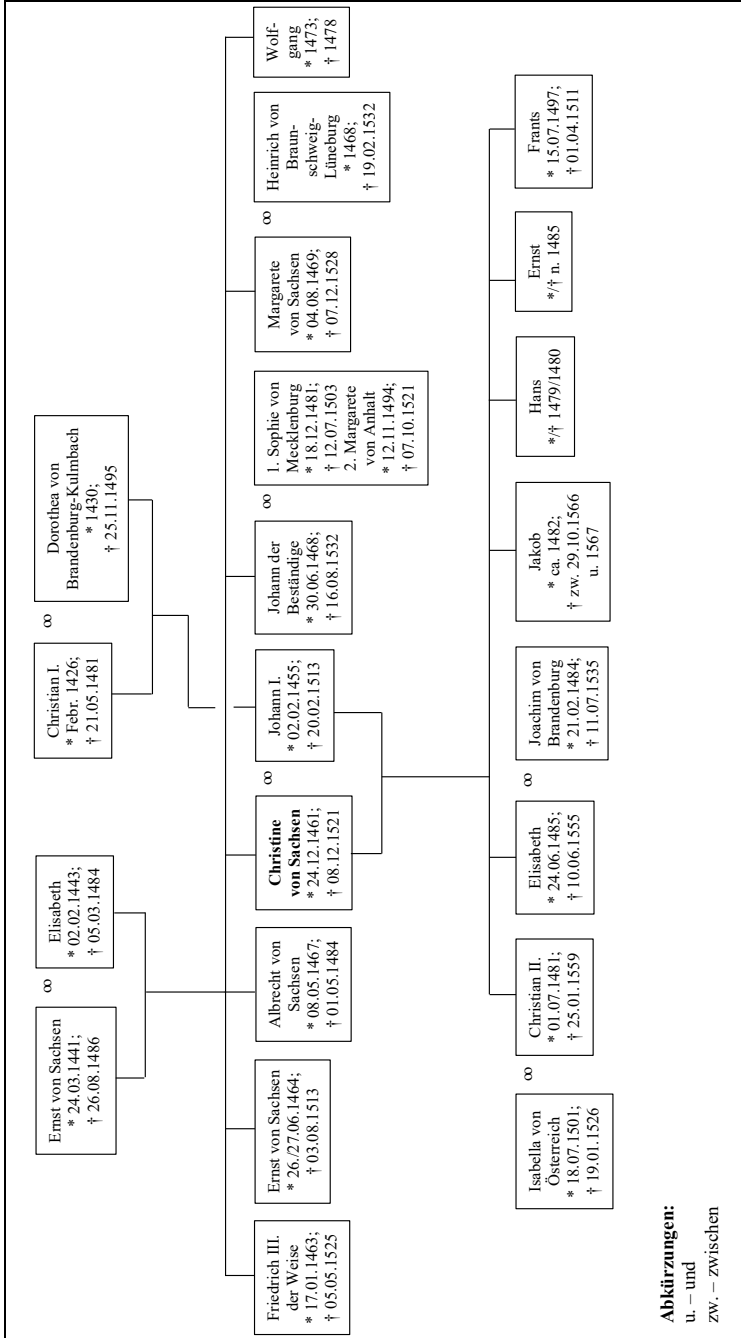 Ernst von Sachsen
* 24.03.1441;
† 26.08.1486
∞
Elisabeth
* 02.02.1443;
† 05.03.1484
Christian I.
* Febr. 1426;
† 21.05.1481
∞
Dorothea von
Brandenburg-Kulmbach
* 1430;
† 25.11.1495
Friedrich III.
der Weise
* 17.01.1463;
† 05.05.1525
Ernst von Sachsen
* 26./27.06.1464;
† 03.08.1513
Albrecht von
Sachsen
* 08.05.1467;
† 01.05.1484
Christine
von Sachsen
* 24.12.1461;
† 08.12.1521
∞
Johann I.
* 02.02.1455;
† 20.02.1513
Johann der
Beständige
* 30.06.1468;
† 16.08.1532
∞
1. Sophie von
Mecklenburg
* 18.12.1481;
† 12.07.1503
2. Margarete
von Anhalt
* 12.11.1494;
† 07.10.1521
Margarete
von Sachsen
* 04.08.1469;
† 07.12.1528
∞
Heinrich von
Braun-
schweig-
Lüneburg
* 1468;
† 19.02.1532
Wolf-
gang
* 1473;
† 1478
Isabella von
Österreich
* 18.07.1501;
† 19.01.1526
∞
Christian II.
* 01.07.1481;
† 25.01.1559
Elisabeth
* 24.06.1485;
† 10.06.1555
∞
Joachim von
Brandenburg
* 21.02.1484;
† 11.07.1535
Jakob
* ca. 1482;
† zw. 29.10.1566
u. 1567
Hans
*/† 1479/1480
Ernst
*/† n. 1485
Frants
* 15.07.1497;
† 01.04.1511
Abkürzungen:
u. – und
zw. – zwischen